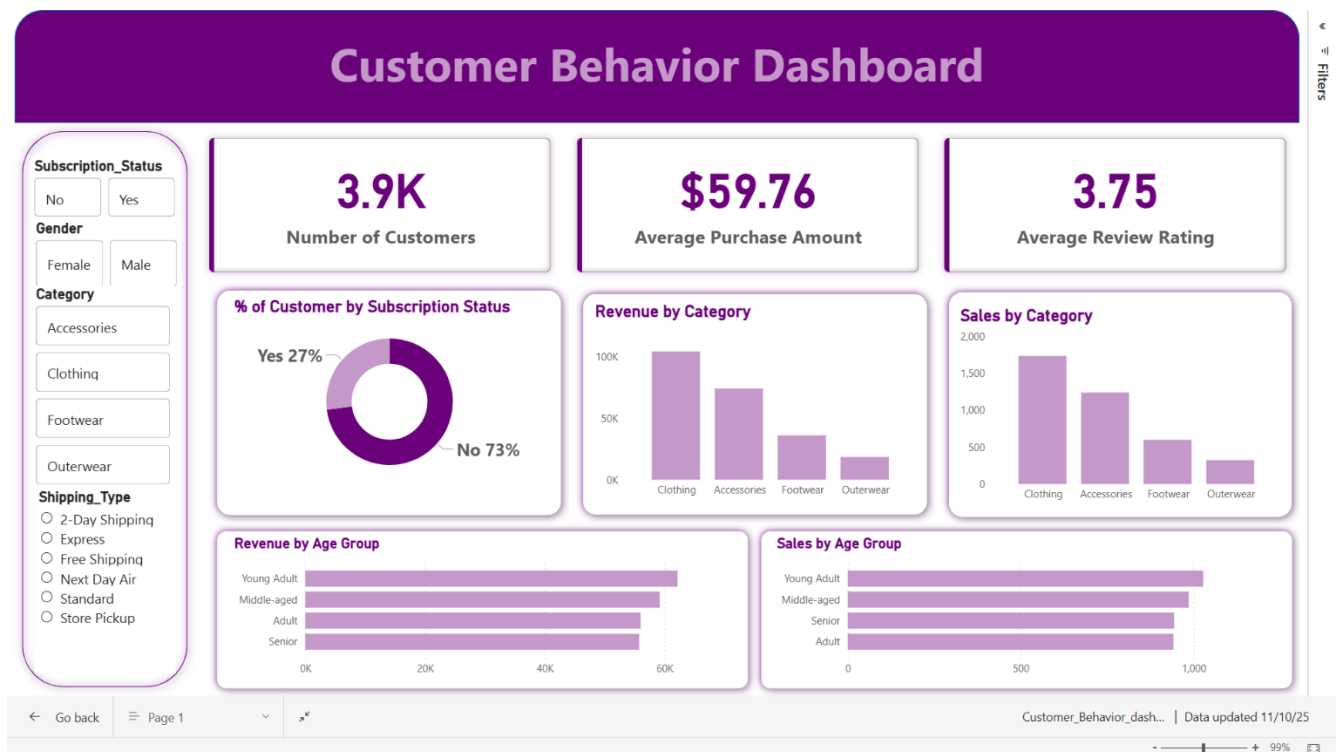 Customer Behavior Dashboard
Filters
Subscription_Status
No
Yes
Gender
Female
Male
Category
Accessories
Clothing
Footwear
Outerwear
Shipping_Type
2-Day Shipping
Express
Free Shipping
Next Day Air
Standard
Store Pickup
3.9K
Number of Customers
$59.76
Average Purchase Amount
3.75
Average Review Rating
% of Customer by Subscription Status
Yes 27%
No 73%
Revenue by Category
100K
50K
0K
Clothing Accessories Footwear Outerwear
Sales by Category
2,000
1,500
1,000
500
0
Clothing Accessories Footwear Outerwear
Revenue by Age Group
Young Adult
Middle-aged
Adult
Senior
0K 20K 40K 60K
Sales by Age Group
Young Adult
Middle-aged
Senior
Adult
0 500 1,000
Go back
Page 1
Customer_Behavior_dash... | Data updated 11/10/25
- + 99%